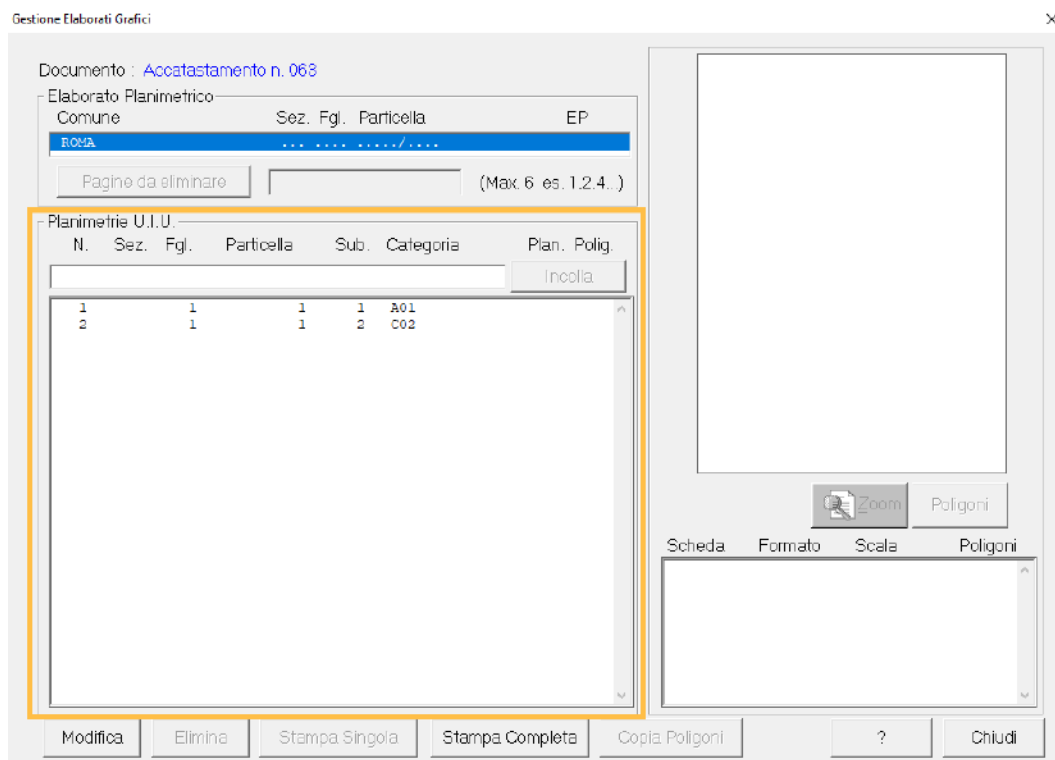 Gestione Elaborati Grafici
Documento : Accatastamento n. 063
Elaborato Planimetrico
Comune Sez. Fgl. Particella EP
ROMA ... .... ...../....
Pagine da eliminare (Max. 6 es. 1.2.4...)
Planimetrie U.I.U.
N. Sez. Fgl. Particella Sub. Categoria Plan. Polig.
Incolla
1 1 1 1 A01
2 1 1 2 C02
Zoom Poligoni
Scheda Formato Scala Poligoni
Modifica Elimina Stampa Singola Stampa Completa Copia Poligoni ? Chiudi